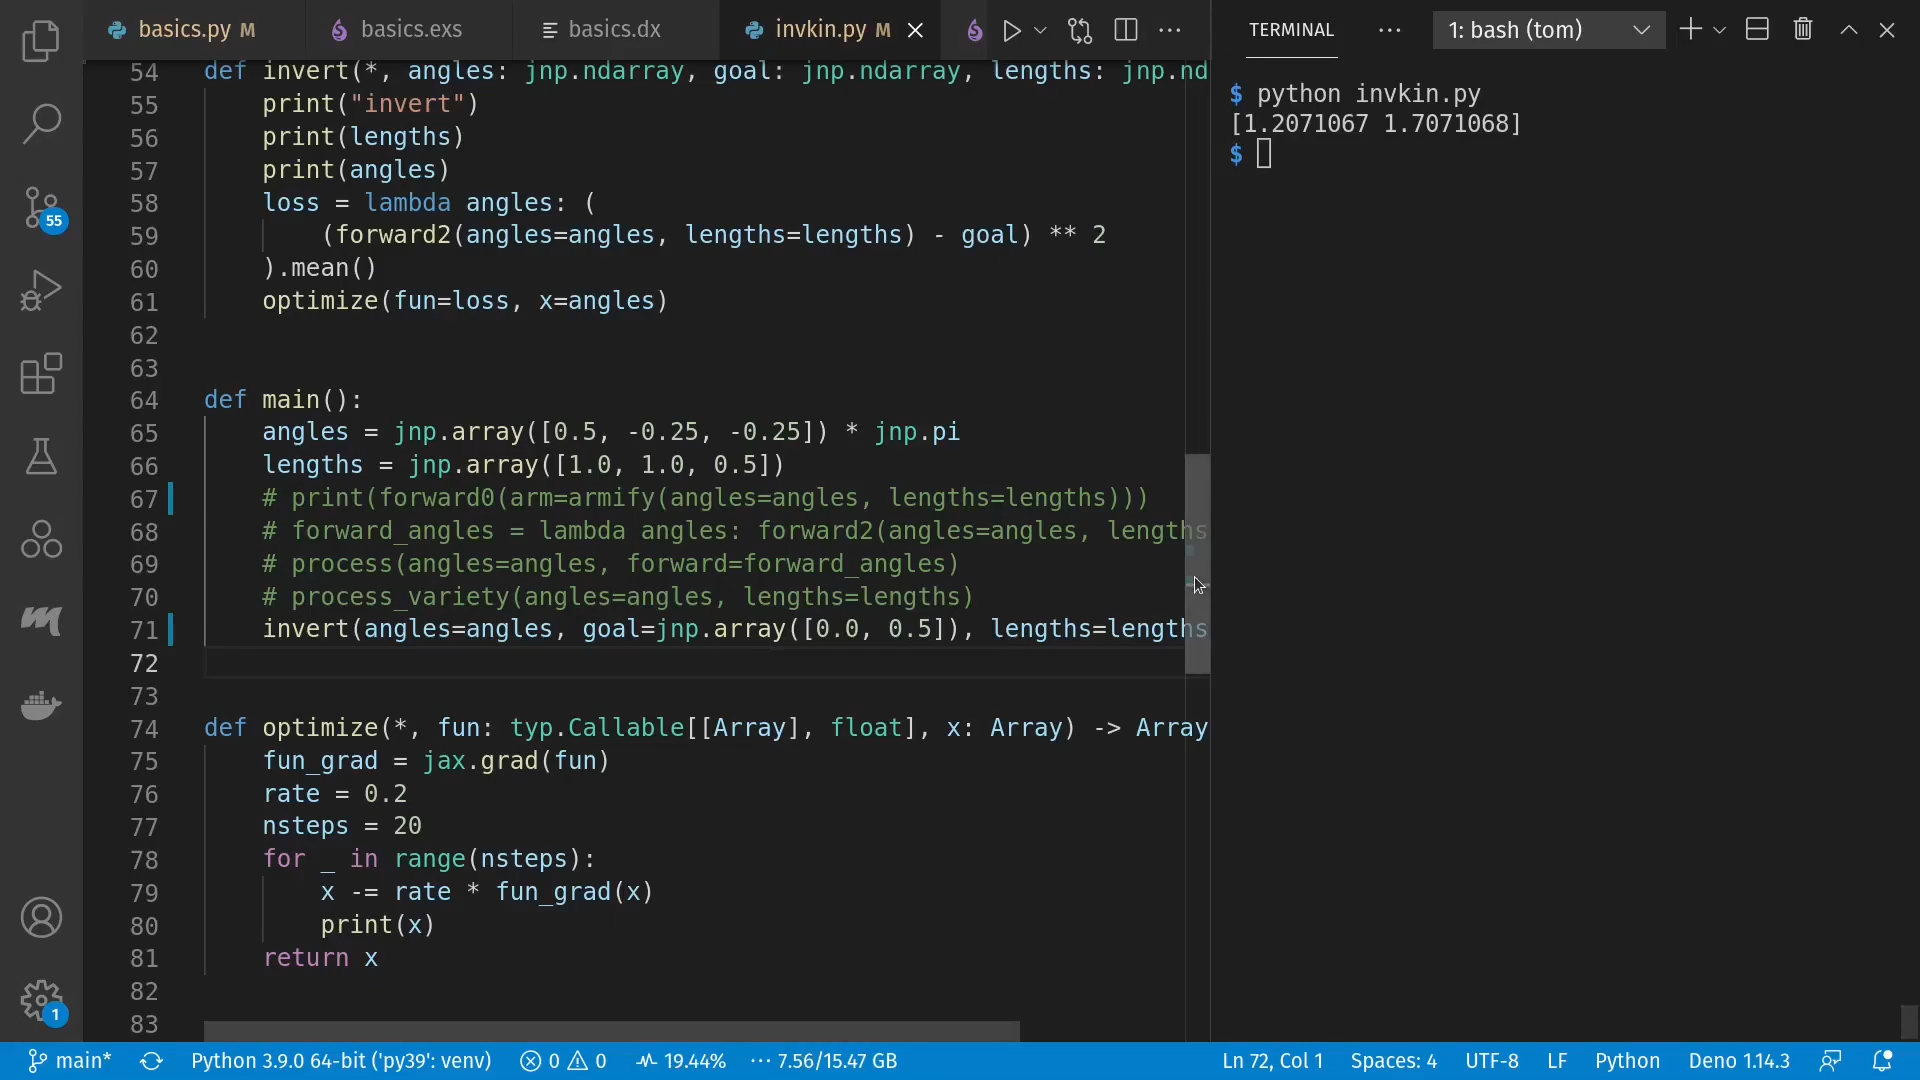 basics.py M
basics.exs
basics.dx
invkin.py M
TERMINAL
1: bash (tom)
54 def invert(*, angles: jnp.ndarray, goal: jnp.ndarray, lengths: jnp.nd
55 print("invert")
56 print(lengths)
57 print(angles)
58 loss = lambda angles: (
59 (forward2(angles=angles, lengths=lengths) - goal) ** 2
60 ).mean()
61 optimize(fun=loss, x=angles)
62
63
64 def main():
65 angles = jnp.array([0.5, -0.25, -0.25]) * jnp.pi
66 lengths = jnp.array([1.0, 1.0, 0.5])
67 # print(forward0(arm=armify(angles=angles, lengths=lengths)))
68 # forward_angles = lambda angles: forward2(angles=angles, lengths
69 # process(angles=angles, forward=forward_angles)
70 # process_variety(angles=angles, lengths=lengths)
71 invert(angles=angles, goal=jnp.array([0.0, 0.5]), lengths=lengths
72
73
74 def optimize(*, fun: typ.Callable[[Array], float], x: Array) -> Array
75 fun_grad = jax.grad(fun)
76 rate = 0.2
77 nsteps = 20
78 for _ in range(nsteps):
79 x -= rate * fun_grad(x)
80 print(x)
81 return x
82
83
$ python invkin.py
[1.2071067 1.7071068]
$
55
1
main* Python 3.9.0 64-bit ('py39': venv) 0 0 19.44% ··· 7.56/15.47 GB Ln 72, Col 1 Spaces: 4 UTF-8 LF Python Deno 1.14.3